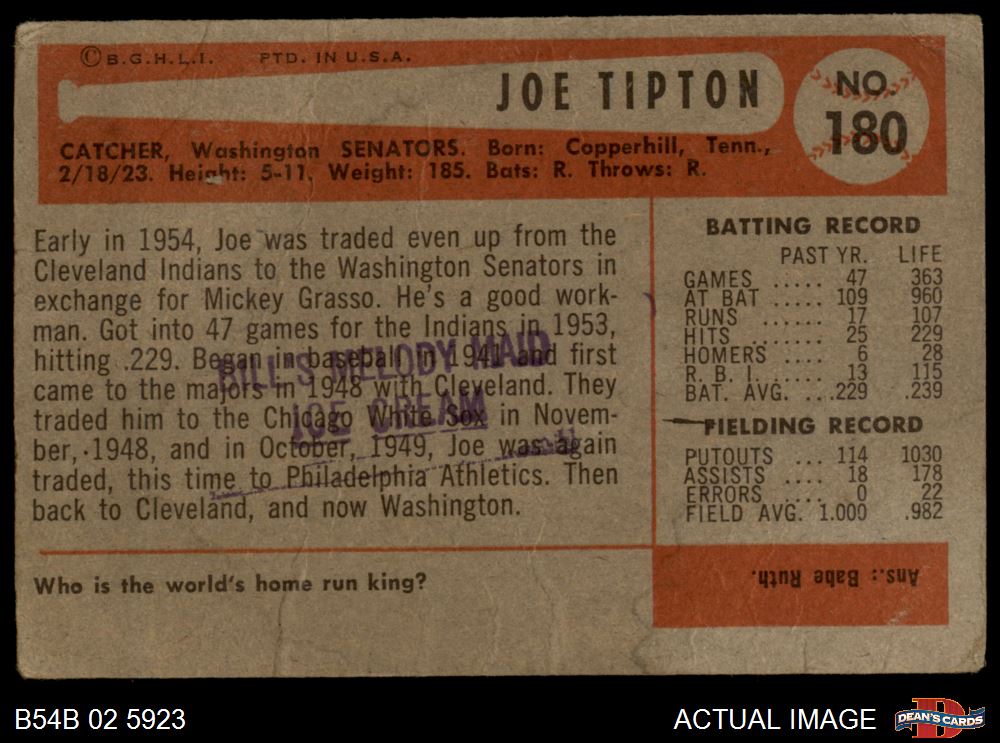 © B.G.H.L.I. PTD. IN U.S.A.
JOE TIPTON
NO.
180
CATCHER, Washington SENATORS. Born: Copperhill, Tenn.,
2/18/23. Height: 5-11. Weight: 185. Bats: R. Throws: R.
Early in 1954, Joe was traded even up from the
Cleveland Indians to the Washington Senators in
exchange for Mickey Grasso. He's a good work-
man. Got into 47 games for the Indians in 1953,
hitting .229. Began in baseball in 1941 and first
came to the majors in 1948 with Cleveland. They
traded him to the Chicago White Sox in Novem-
ber, 1948, and in October, 1949, Joe was again
traded, this time to Philadelphia Athletics. Then
back to Cleveland, and now Washington.
BILL'S MELODY MAID
CREAM
Who is the world's home run king?
BATTING RECORD
PAST YR. LIFE
GAMES ..... 47 363
AT BAT ..... 109 960
RUNS ...... 17 107
HITS ....... 25 229
HOMERS .... 6 28
R. B. I. ..... 13 115
BAT. AVG. ...229 .239
FIELDING RECORD
PUTOUTS ... 114 1030
ASSISTS .... 18 178
ERRORS .... 0 22
FIELD AVG. 1.000 .982
Ans.: Babe Ruth.
B54B 02 5923
ACTUAL IMAGE
DEAN'S CARDS